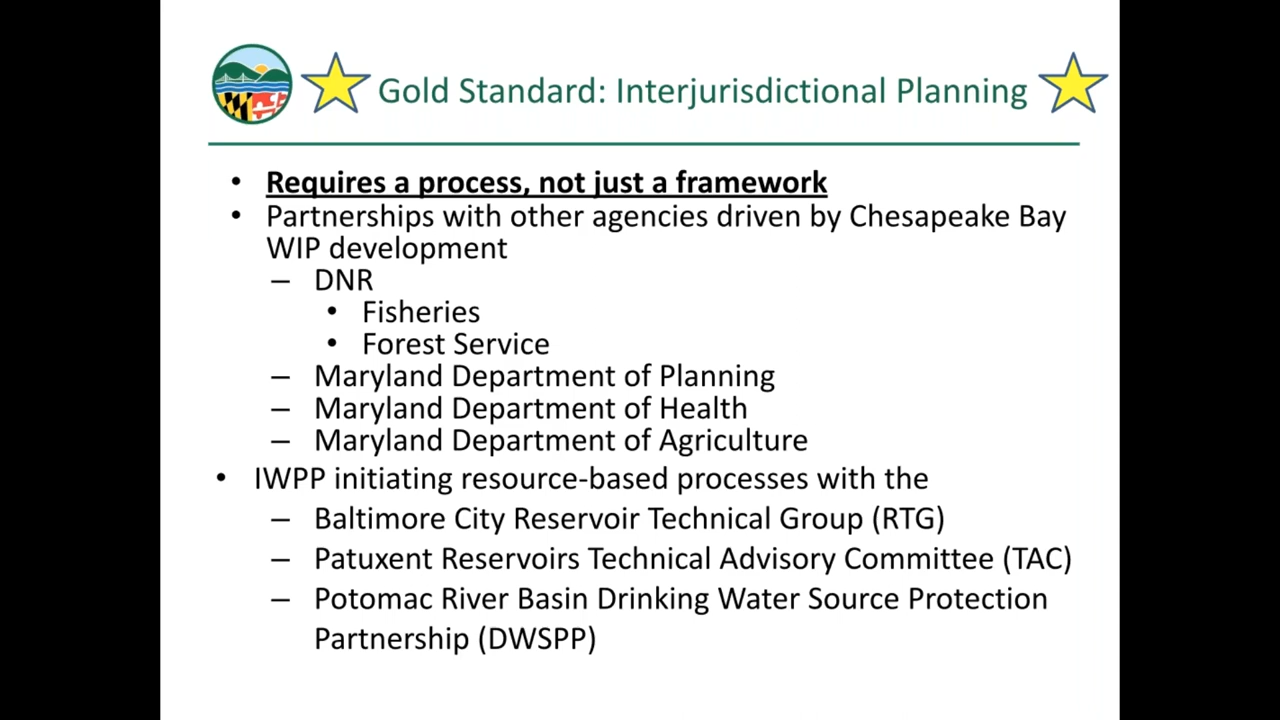 Gold Standard: Interjurisdictional Planning
• Requires a process, not just a framework
• Partnerships with other agencies driven by Chesapeake Bay
WIP development
– DNR
• Fisheries
• Forest Service
– Maryland Department of Planning
– Maryland Department of Health
– Maryland Department of Agriculture
• IWPP initiating resource-based processes with the
– Baltimore City Reservoir Technical Group (RTG)
– Patuxent Reservoirs Technical Advisory Committee (TAC)
– Potomac River Basin Drinking Water Source Protection
Partnership (DWSPP)